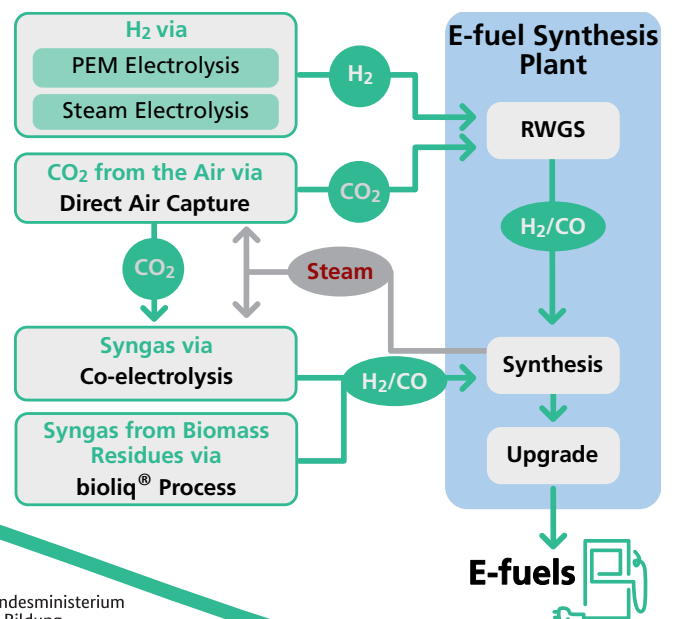 H₂ via
PEM Electrolysis
Steam Electrolysis
H₂
E-fuel Synthesis
Plant
RWGS
CO₂ from the Air via
Direct Air Capture
CO₂
CO₂
H₂/CO
Steam
Syngas via
Co-electrolysis
H₂/CO
Synthesis
Syngas from Biomass
Residues via
bioliq® Process
Upgrade
E-fuels
ndesministerium